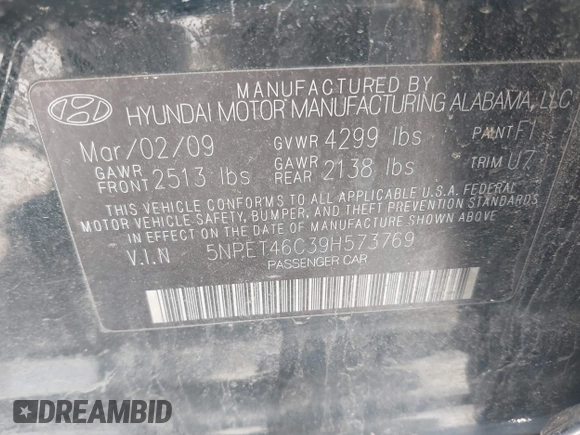 MANUFACTURED BY
HYUNDAI MOTOR MANUFACTURING ALABAMA, LLC
Mar/02/09 GVWR 4299 lbs PAINT F1
GAWR FRONT 2513 lbs GAWR REAR 2138 lbs TRIM U7
THIS VEHICLE CONFORMS TO ALL APPLICABLE U.S.A. FEDERAL
MOTOR VEHICLE SAFETY, BUMPER, AND THEFT PREVENTION STANDARDS
IN EFFECT ON THE DATE OF MANUFACTURE SHOWN ABOVE.
V.I.N 5NPET46C39H573769
PASSENGER CAR
DREAMBID